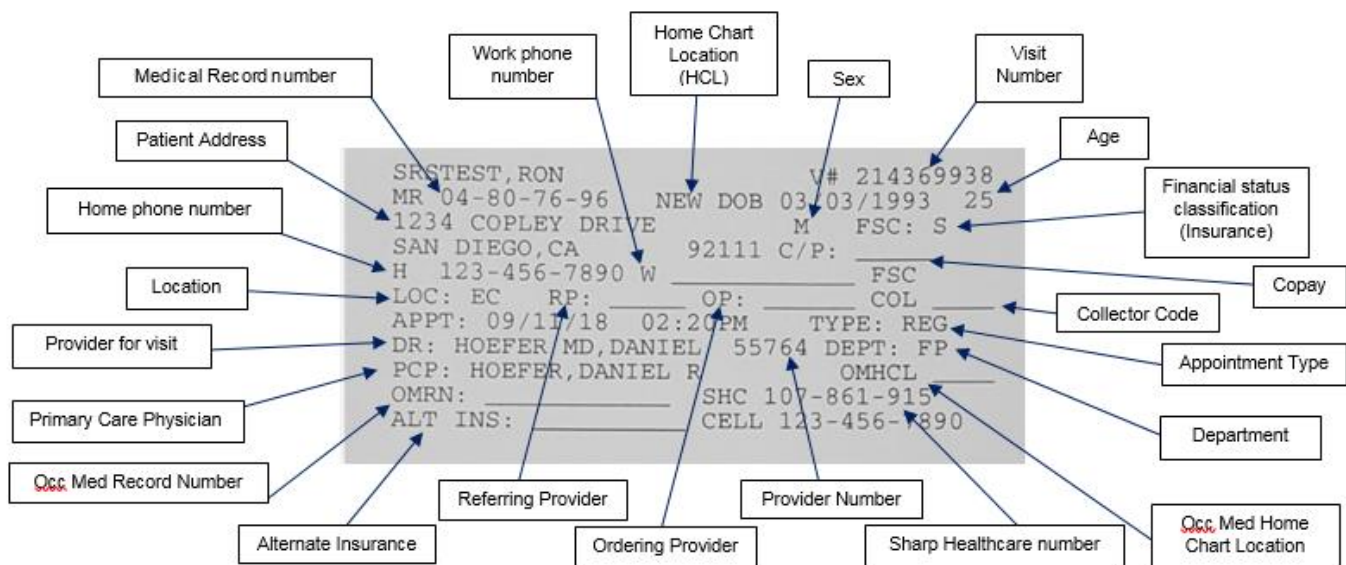 Home Chart
Location
(HCL)
Work phone
number
Visit
Number
Medical Record number
Sex
Patient Address
Age
Home phone number
Financial status
classification
(Insurance)
Location
Copay
Collector Code
Provider for visit
Appointment Type
Primary Care Physician
Department
Occ Med Record Number
Referring Provider
Provider Number
Alternate Insurance
Ordering Provider
Sharp Healthcare number
Occ Med Home
Chart Location
SRSTEST,RON V# 214369938
MR 04-80-76-96 NEW DOB 03/03/1993 25
1234 COPLEY DRIVE M FSC: S
SAN DIEGO,CA 92111 C/P: ____
H 123-456-7890 W ____ FSC
LOC: EC RP: ____ OP: ____ COL ____
APPT: 09/11/18 02:20PM TYPE: REG
DR: HOEFER MD,DANIEL 55764 DEPT: FP
PCP: HOEFER,DANIEL R OMHCL ____
OMRN: ____ SHC 107-861-915
ALT INS: ____ CELL 123-456-7890